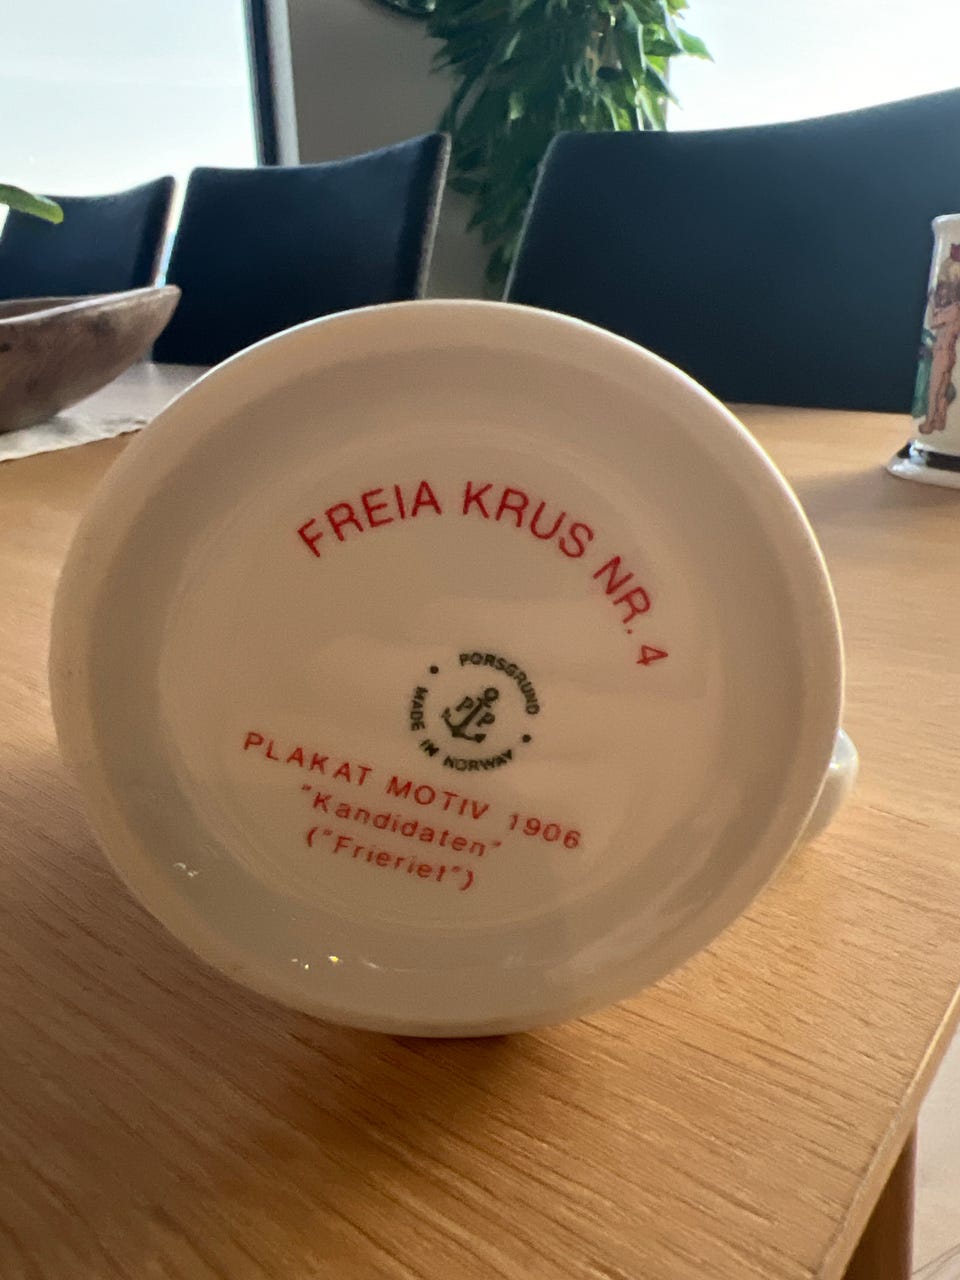 FREIA KRUS NR. 4
PORSGRUND
PP
MADE IN NORWAY
PLAKAT MOTIV 1906
"Kandidaten"
("Frieriet")